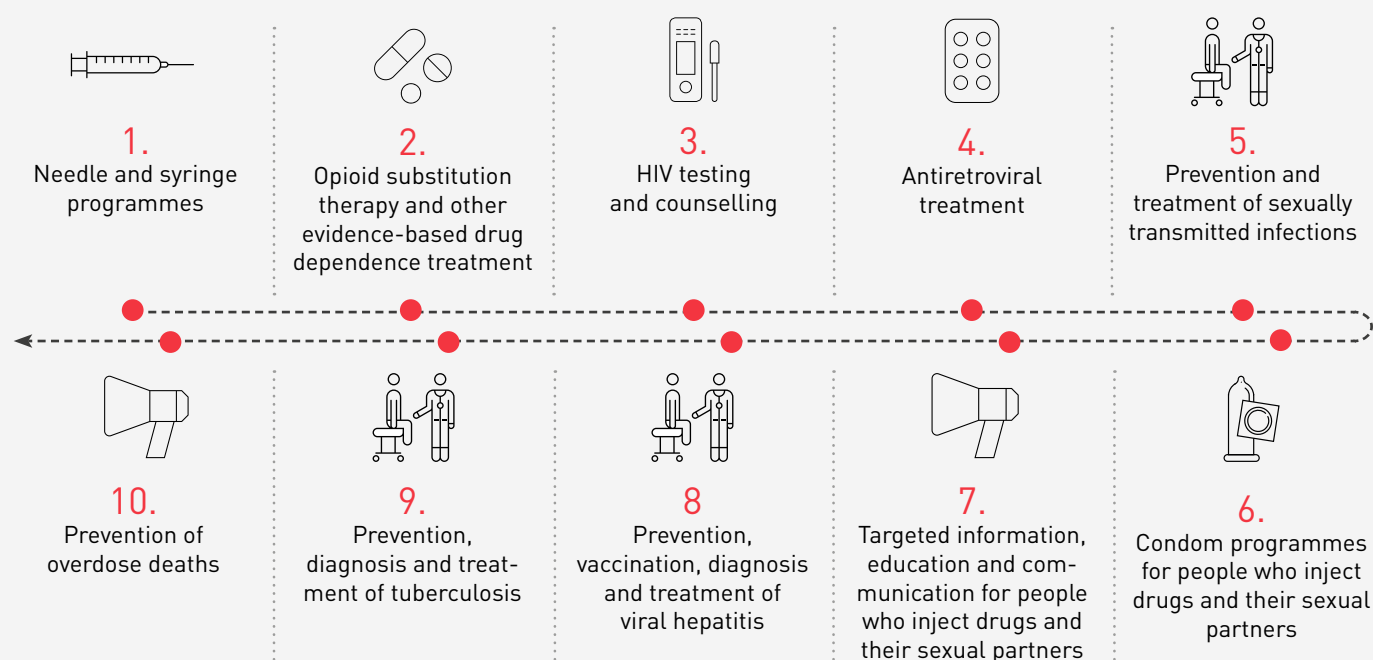 1.
Needle and syringe
programmes
2.
Opioid substitution
therapy and other
evidence-based drug
dependence treatment
3.
HIV testing
and counselling
4.
Antiretroviral
treatment
5.
Prevention and
treatment of sexually
transmitted infections
6.
Condom programmes
for people who inject
drugs and their sexual
partners
7.
Targeted information,
education and com-
munication for people
who inject drugs and
their sexual partners
8
Prevention,
vaccination, diagnosis
and treatment of
viral hepatitis
9.
Prevention,
diagnosis and treat-
ment of tuberculosis
10.
Prevention of
overdose deaths